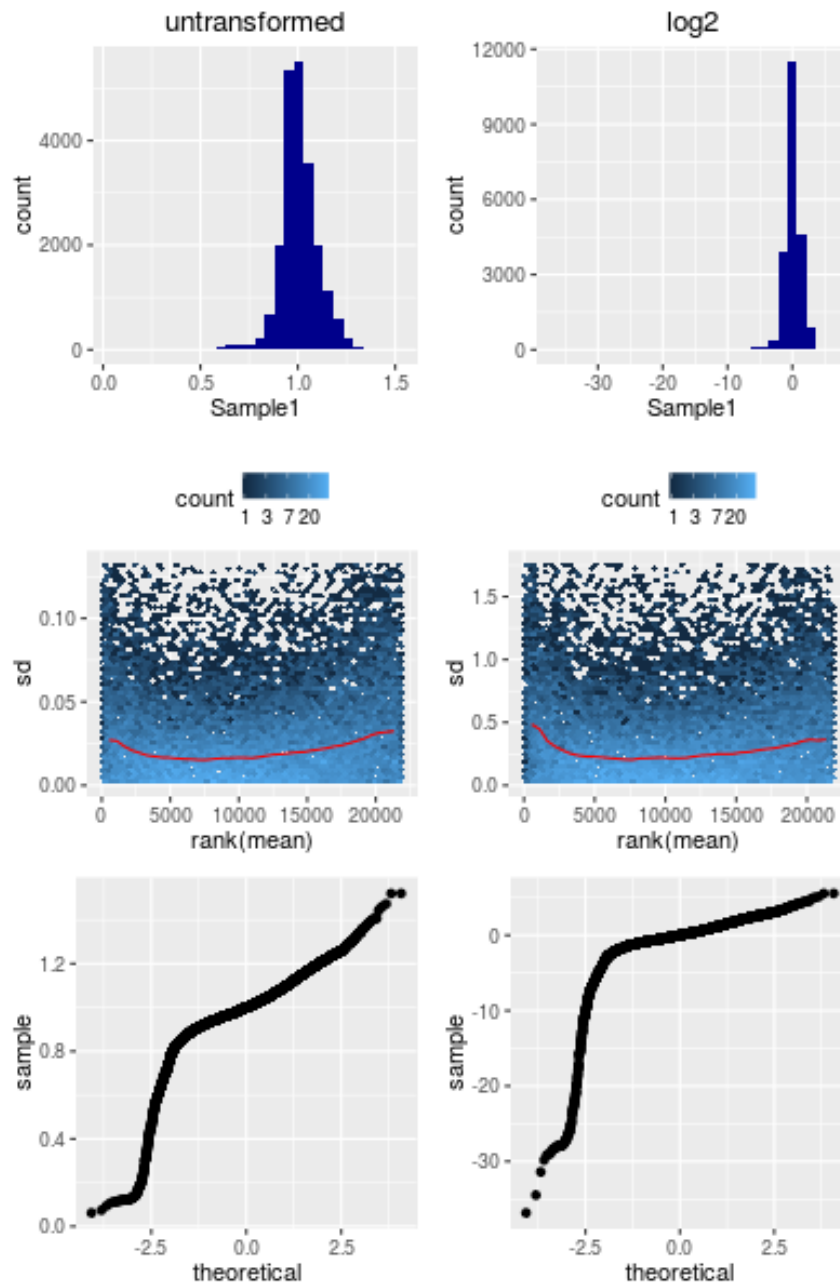 untransformed
log2
4000
2000
0
count
0.0 0.5 1.0 1.5
Sample1
12000
9000
6000
3000
0
count
-30 -20 -10 0
Sample1
count
1 3 7 20
count
1 3 7 20
0.10
0.05
0.00
sd
0 5000 10000 15000 20000
rank(mean)
1.5
1.0
0.5
0.0
sd
0 5000 10000 15000 20000
rank(mean)
1.2
0.8
0.4
0.0
sample
-2.5 0.0 2.5
theoretical
0
-10
-20
-30
sample
-2.5 0.0 2.5
theoretical